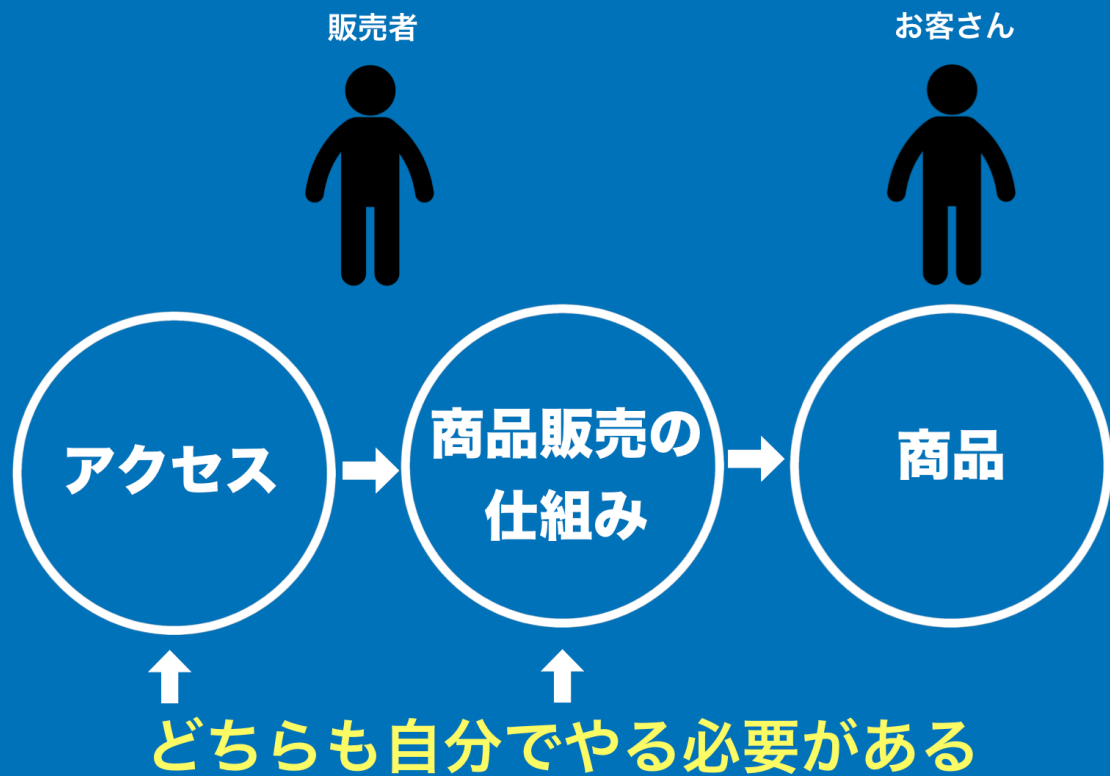 販売者
お客さん
アクセス
商品販売の
仕組み
商品
どちらも自分でやる必要がある